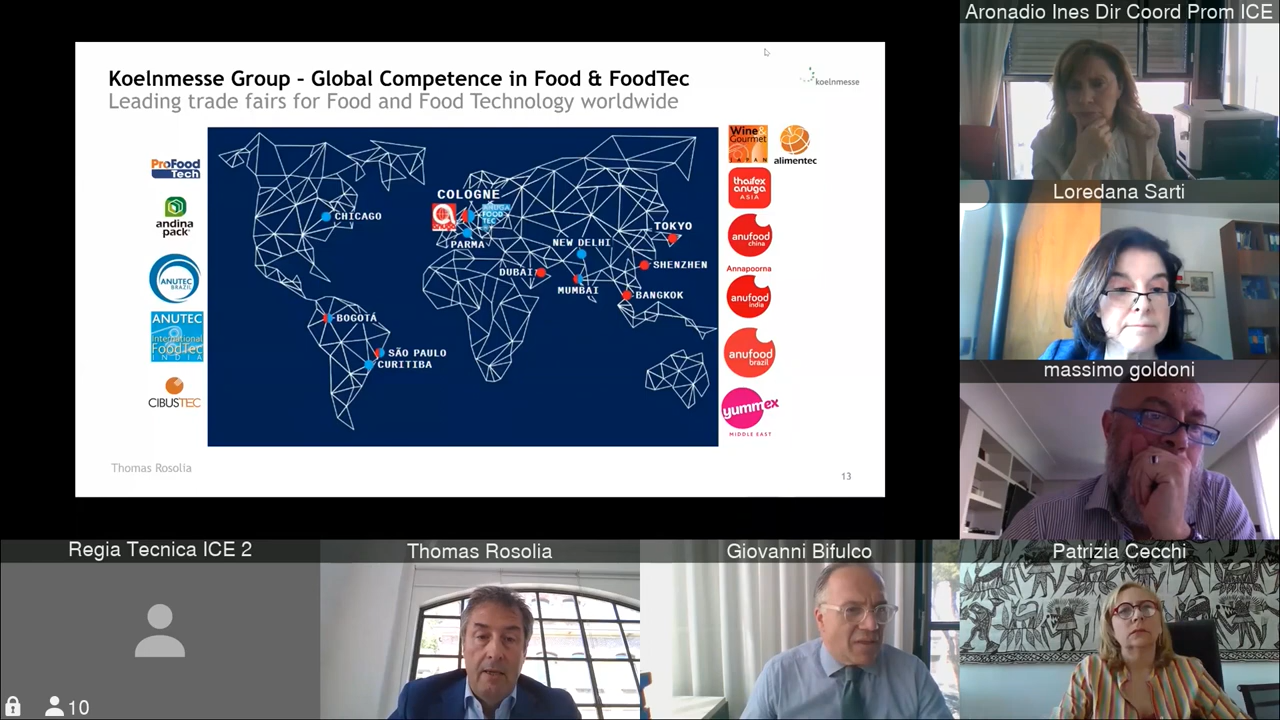 Koelnmesse Group – Global Competence in Food & FoodTec
Leading trade fairs for Food and Food Technology worldwide
koelnmesse
ProFood
Tech
andina
pack
ANUTEC
BRAZIL
ANUTEC
International
FoodTec
INDIA
CIBUSTEC
COLOGNE
CHICAGO
PARMA
NEW DELHI
TOKYO
DUBAI
SHENZHEN
MUMBAI
BANGKOK
BOGOTÁ
SÃO PAULO
CURITIBA
Wine &
Gourmet
JAPAN
alimentec
thaifex
anuga
ASIA
anufood
china
Annapoorna
anufood
india
anufood
brazil
yummex
MIDDLE EAST
Thomas Rosolia
13
Aronadio Ines Dir Coord Prom ICE
Loredana Sarti
massimo goldoni
Regia Tecnica ICE 2
10
Thomas Rosolia
Giovanni Bifulco
Patrizia Cecchi